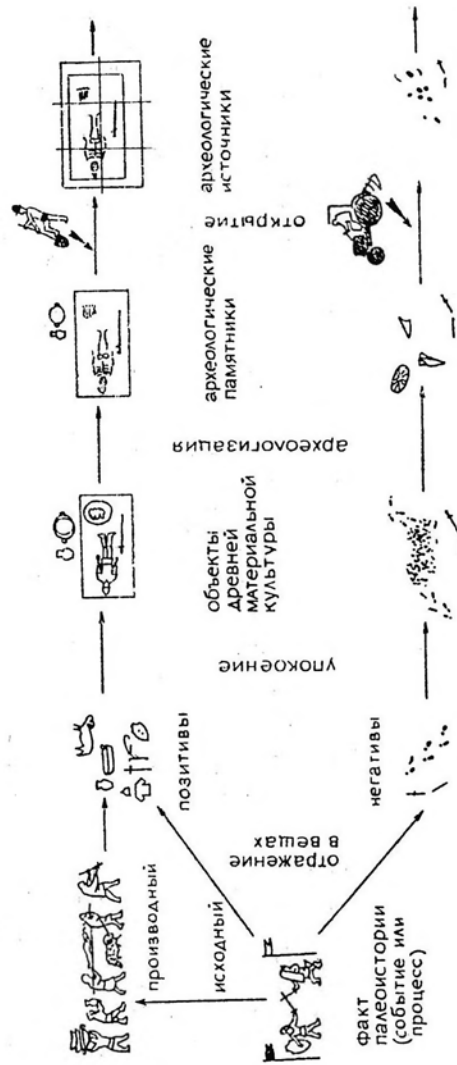 производный
исходный
факт
палеоистории
(событие или
процесс)
отражение
в вещах
позитивы
негативы
упокоение
объекты
древней
материальной
культуры
археологизация
археологические
памятники
открытие
археологические
источники